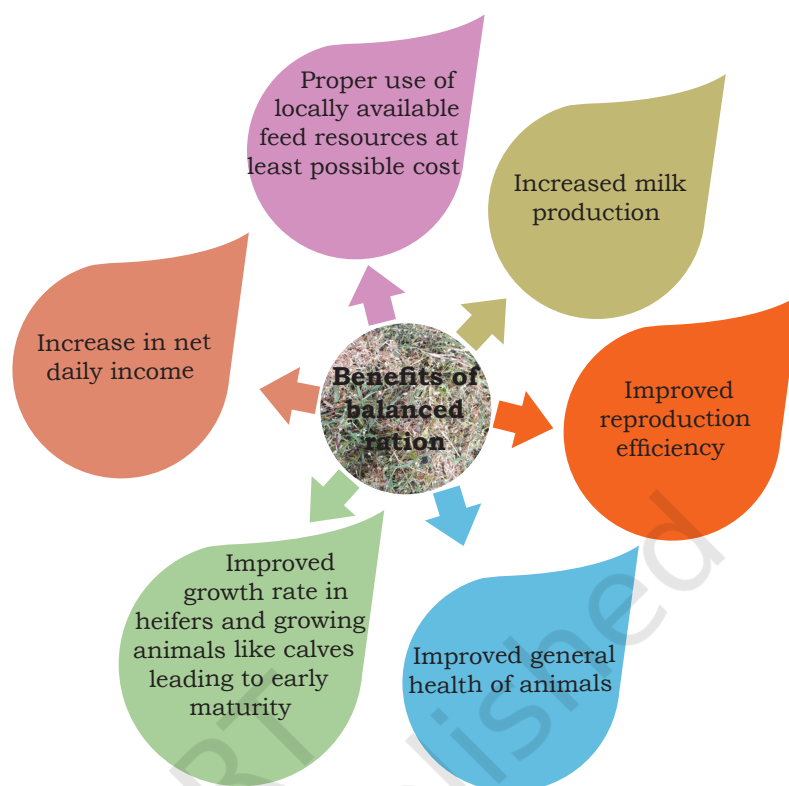 Proper use of
locally available
feed resources at
least possible cost
Increased milk
production
Increase in net
daily income
Benefits of
balanced
ration
Improved
reproduction
efficiency
Improved
growth rate in
heifers and growing
animals like calves
leading to early
maturity
Improved general
health of animals